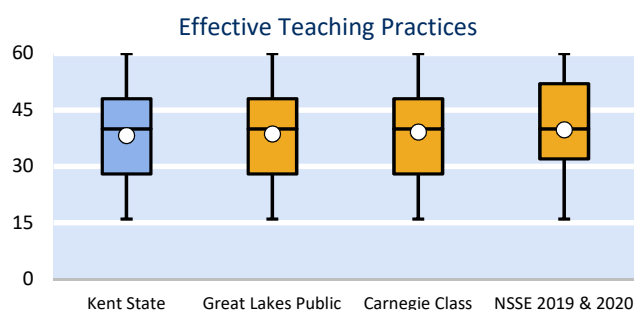 Effective Teaching Practices
60
45
30
15
0
Kent State Great Lakes Public Carnegie Class NSSE 2019 & 2020